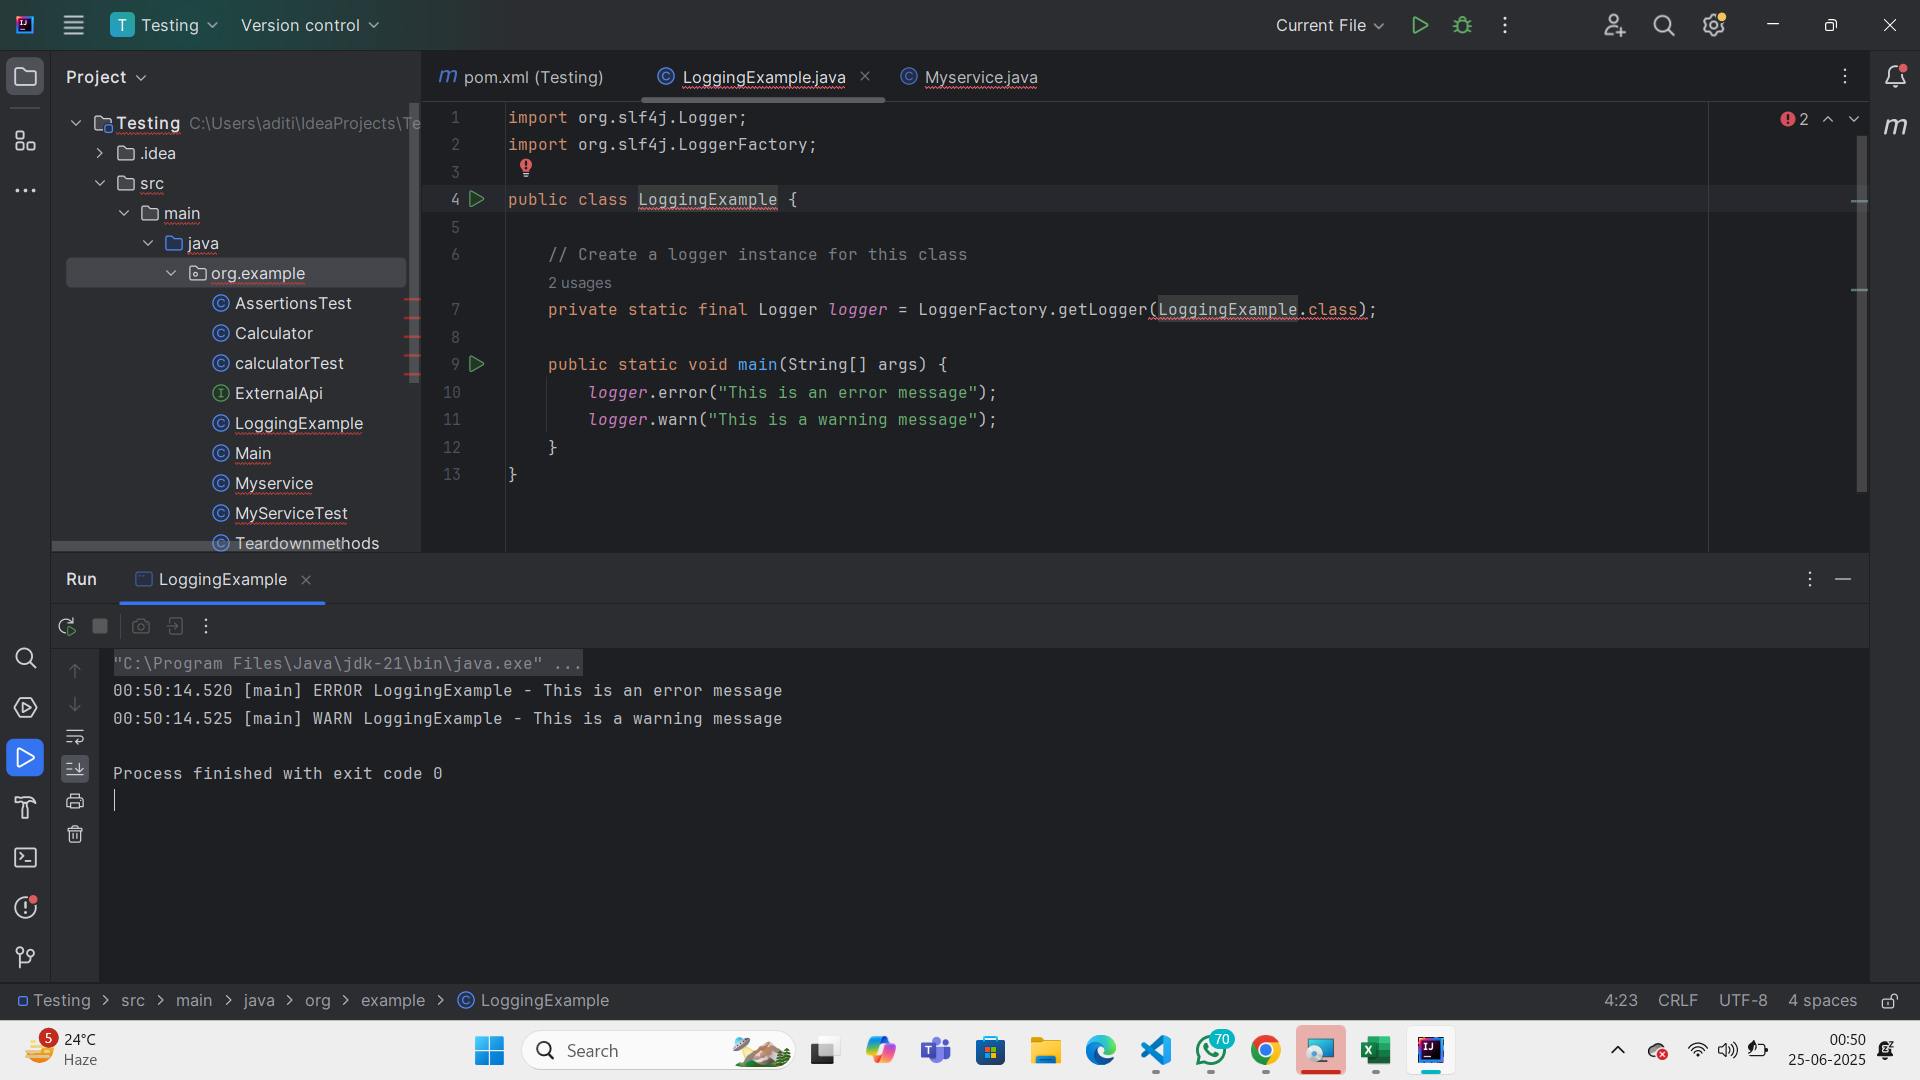 T Testing Version control Current File
Project
pom.xml (Testing) LoggingExample.java Myservice.java
Testing C:\Users\aditi\IdeaProjects\Te
.idea
src
main
java
org.example
AssertionsTest
Calculator
calculatorTest
ExternalApi
LoggingExample
Main
Myservice
MyServiceTest
Teardownmethods
2
1 import org.slf4j.Logger;
2 import org.slf4j.LoggerFactory;
3
4 public class LoggingExample {
5
6 // Create a logger instance for this class
2 usages
7 private static final Logger logger = LoggerFactory.getLogger(LoggingExample.class);
8
9 public static void main(String[] args) {
10 logger.error("This is an error message");
11 logger.warn("This is a warning message");
12 }
13 }
Run LoggingExample
"C:\Program Files\Java\jdk-21\bin\java.exe" ...
00:50:14.520 [main] ERROR LoggingExample - This is an error message
00:50:14.525 [main] WARN LoggingExample - This is a warning message
Process finished with exit code 0
Testing > src > main > java > org > example > LoggingExample
4:23 CRLF UTF-8 4 spaces
5 24°C
Haze
Search
70
00:50
25-06-2025